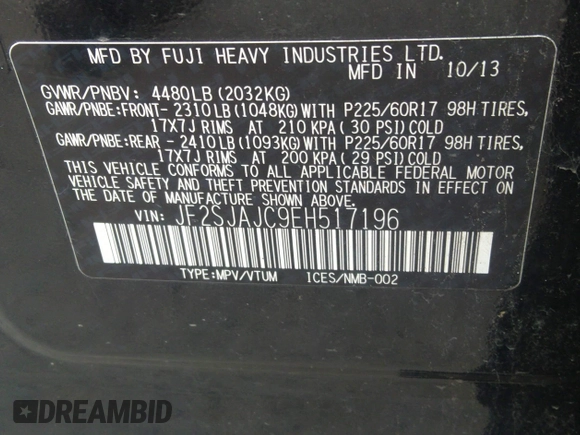 MFD BY FUJI HEAVY INDUSTRIES LTD.
MFD IN 10/13
GVWR/PNBV: 4480LB (2032KG)
GAWR/PNBE:FRONT- 2310LB (1048KG) WITH P225/60R17 98H TIRES,
17X7J RIMS AT 210 KPA ( 30 PSI) COLD
GAWR/PNBE:REAR - 2410LB (1093KG) WITH P225/60R17 98H TIRES,
17X7J RIMS AT 200 KPA ( 29 PSI) COLD
THIS VEHICLE CONFORMS TO ALL APPLICABLE FEDERAL MOTOR
VEHICLE SAFETY AND THEFT PREVENTION STANDARDS IN EFFECT
ON THE DATE OF MANUFACTURE SHOWN ABOVE.
VIN: JF2SJAJC9EH517196
TYPE:MPV/VTUM ICES/NMB-002
DREAMBID